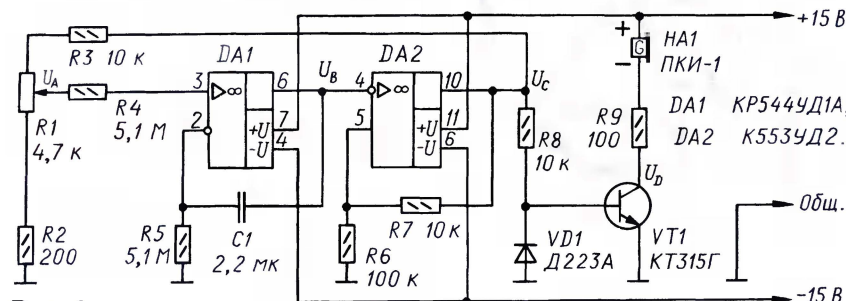 +15 В
R3 10 к
DA1
DA2
HA1
ПКИ-1
G
U_A
U_B
U_C
U_D
3
6
2
7
4
▷∞
+U
-U
4
10
5
11
6
▷∞
+U
-U
R4
5,1 М
R1
4,7 к
R2
200
R5
5,1М
C1
2,2 мк
R6
100 к
R7 10 к
R8
10 к
R9
100
DA1 КР544УД1А,
DA2 К553УД2.
VD1
Д223А
VT1
КТ315Г
Общ.
-15 В